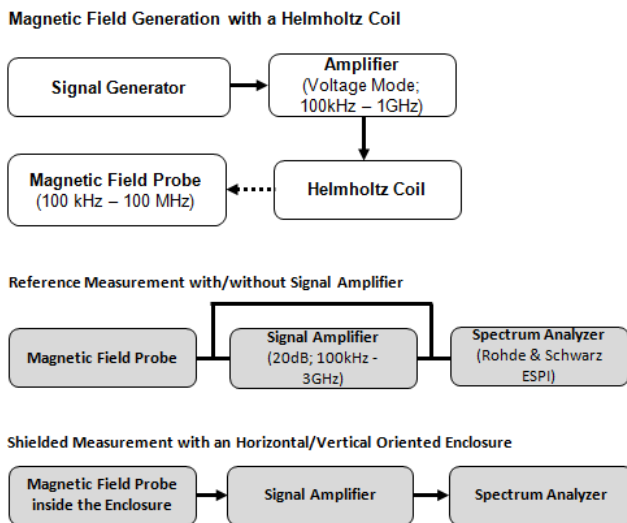 Magnetic Field Generation with a Helmholtz Coil
Signal Generator
Amplifier
(Voltage Mode;
100kHz – 1GHz)
Magnetic Field Probe
(100 kHz – 100 MHz)
Helmholtz Coil
Reference Measurement with/without Signal Amplifier
Magnetic Field Probe
Signal Amplifier
(20dB; 100kHz -
3GHz)
Spectrum Analyzer
(Rohde & Schwarz
ESPI)
Shielded Measurement with an Horizontal/Vertical Oriented Enclosure
Magnetic Field Probe
inside the Enclosure
Signal Amplifier
Spectrum Analyzer